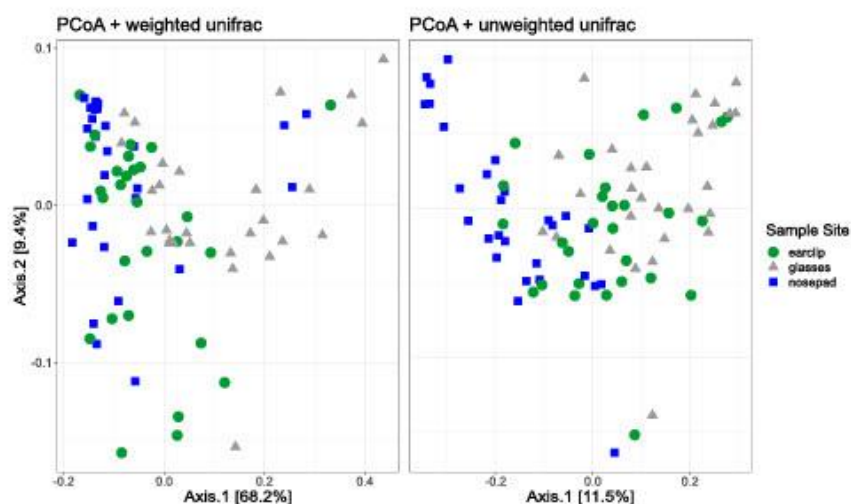 PCoA + weighted unifrac
PCoA + unweighted unifrac
0.1
0.0
-0.1
Axis.2 [9.4%]
-0.2
0.0
0.2
0.4
Axis.1 [68.2%]
-0.2
0.0
0.2
Axis.1 [11.5%]
Sample Site
earclip
glasses
nosepad